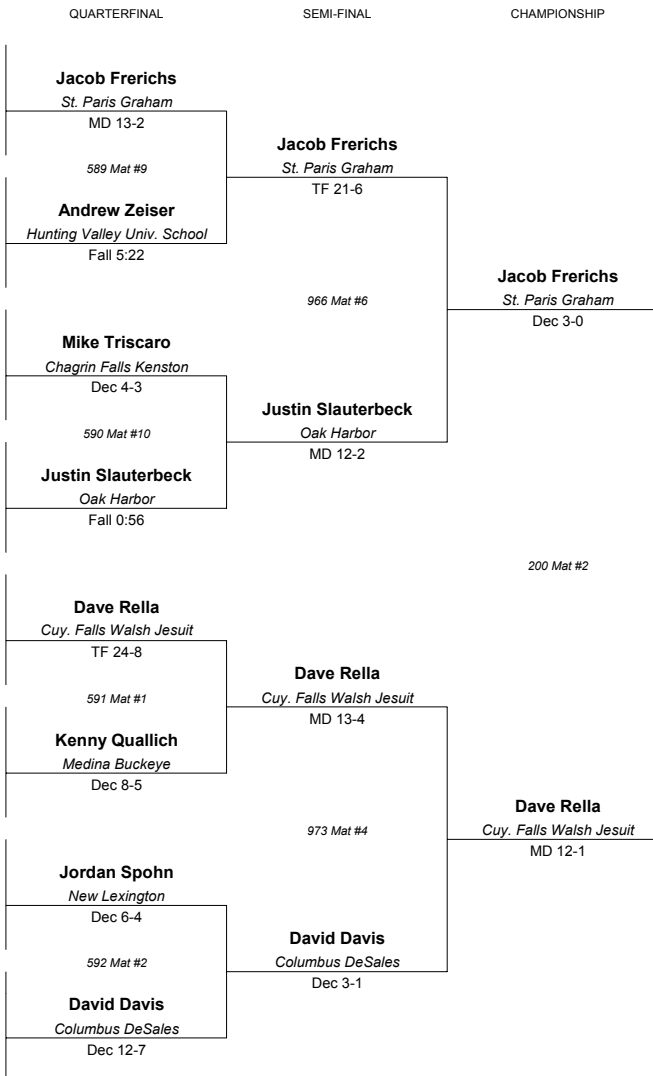 QUARTERFINAL SEMI-FINAL CHAMPIONSHIP
Jacob Frerichs
St. Paris Graham
MD 13-2
Jacob Frerichs
589 Mat #9
St. Paris Graham
TF 21-6
Andrew Zeiser
Hunting Valley Univ. School
Fall 5:22
Jacob Frerichs
966 Mat #6
St. Paris Graham
Dec 3-0
Mike Triscaro
Chagrin Falls Kenston
Dec 4-3
Justin Slauterbeck
590 Mat #10
Oak Harbor
MD 12-2
Justin Slauterbeck
Oak Harbor
Fall 0:56
200 Mat #2
Dave Rella
Cuy. Falls Walsh Jesuit
TF 24-8
Dave Rella
591 Mat #1
Cuy. Falls Walsh Jesuit
MD 13-4
Kenny Quallich
Medina Buckeye
Dec 8-5
Dave Rella
973 Mat #4
Cuy. Falls Walsh Jesuit
MD 12-1
Jordan Spohn
New Lexington
Dec 6-4
David Davis
592 Mat #2
Columbus DeSales
Dec 3-1
David Davis
Columbus DeSales
Dec 12-7